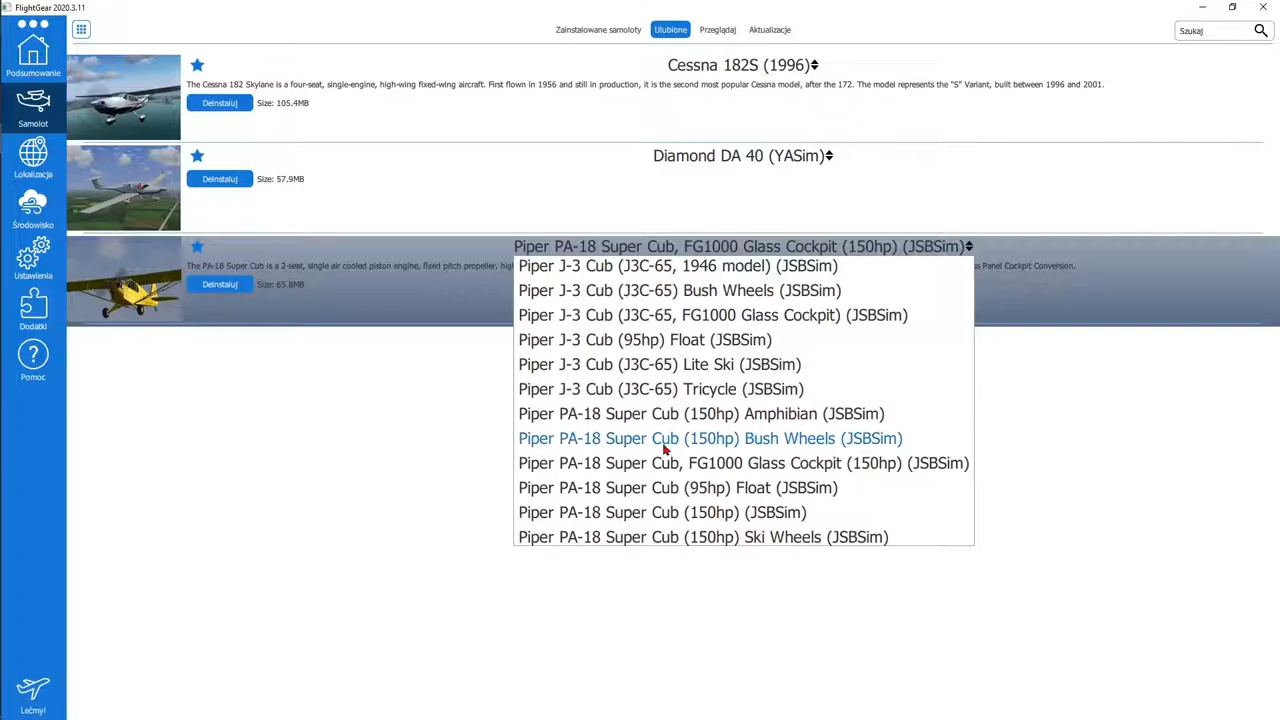 FlightGear 2020.3.11
Zainstalowane samoloty
Ulubione
Przeglądaj
Aktualizacje
Szukaj
Podsumowanie
Samolot
Lokalizacja
Środowisko
Ustawienia
Dodatki
Pomoc
Lećmy!
Cessna 182S (1996)
The Cessna 182 Skylane is a four-seat, single-engine, high-wing fixed-wing aircraft. First flown in 1956 and still in production, it is the second most popular Cessna model, after the 172. The model represents the "S" Variant, built between 1996 and 2001.
Deinstaluj Size: 105.4MB
Diamond DA 40 (YASim)
Deinstaluj Size: 57.9MB
Piper PA-18 Super Cub, FG1000 Glass Cockpit (150hp) (JSBSim)
The PA-18 Super Cub is a 2-seat, single air cooled piston engine, fixed pitch propeller, hig as Panel Cockpit Conversion.
Deinstaluj Size: 65.8MB
Piper J-3 Cub (J3C-65, 1946 model) (JSBSim)
Piper J-3 Cub (J3C-65) Bush Wheels (JSBSim)
Piper J-3 Cub (J3C-65, FG1000 Glass Cockpit) (JSBSim)
Piper J-3 Cub (95hp) Float (JSBSim)
Piper J-3 Cub (J3C-65) Lite Ski (JSBSim)
Piper J-3 Cub (J3C-65) Tricycle (JSBSim)
Piper PA-18 Super Cub (150hp) Amphibian (JSBSim)
Piper PA-18 Super Cub (150hp) Bush Wheels (JSBSim)
Piper PA-18 Super Cub, FG1000 Glass Cockpit (150hp) (JSBSim)
Piper PA-18 Super Cub (95hp) Float (JSBSim)
Piper PA-18 Super Cub (150hp) (JSBSim)
Piper PA-18 Super Cub (150hp) Ski Wheels (JSBSim)